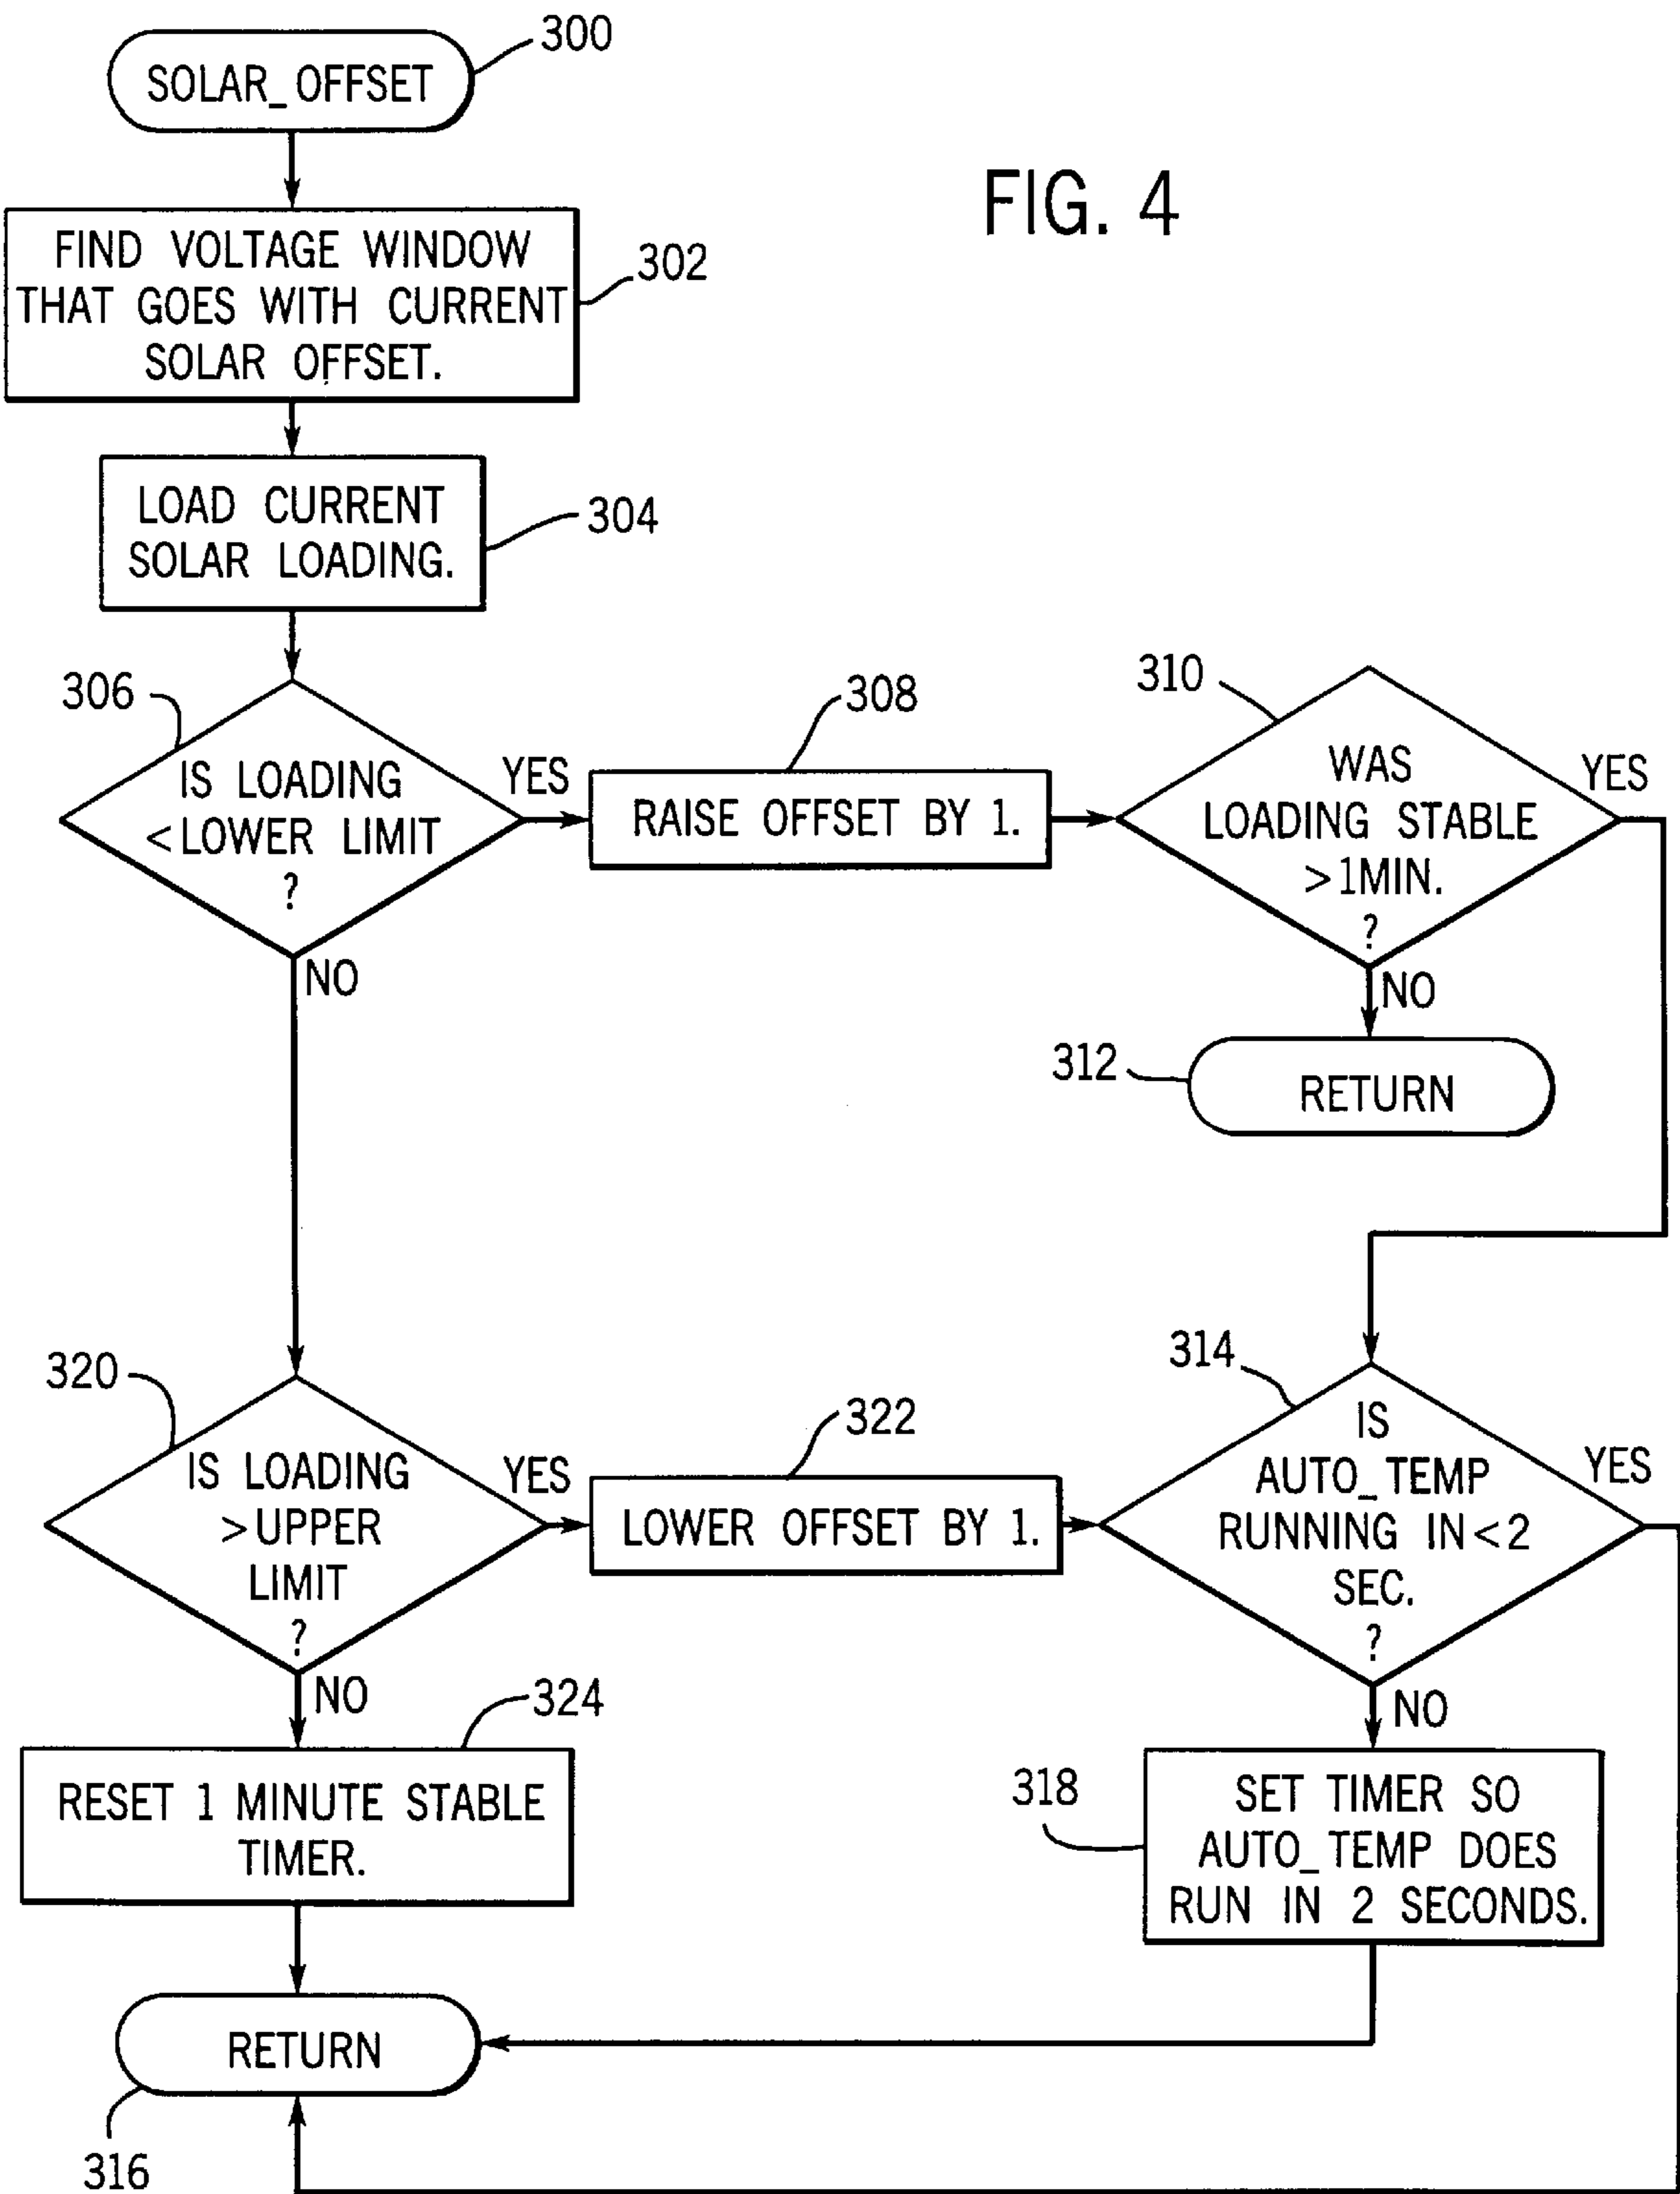 300
SOLAR_OFFSET
FIG. 4
FIND VOLTAGE WINDOW
THAT GOES WITH CURRENT
SOLAR OFFSET.
302
LOAD CURRENT
SOLAR LOADING.
304
306
IS LOADING
<LOWER LIMIT
?
YES
NO
308
RAISE OFFSET BY 1.
310
WAS
LOADING STABLE
>1MIN.
?
YES
NO
312
RETURN
320
IS LOADING
>UPPER
LIMIT
?
YES
NO
322
LOWER OFFSET BY 1.
314
IS
AUTO_TEMP
RUNNING IN<2
SEC.
?
YES
NO
324
RESET 1 MINUTE STABLE
TIMER.
318
SET TIMER SO
AUTO_TEMP DOES
RUN IN 2 SECONDS.
RETURN
316